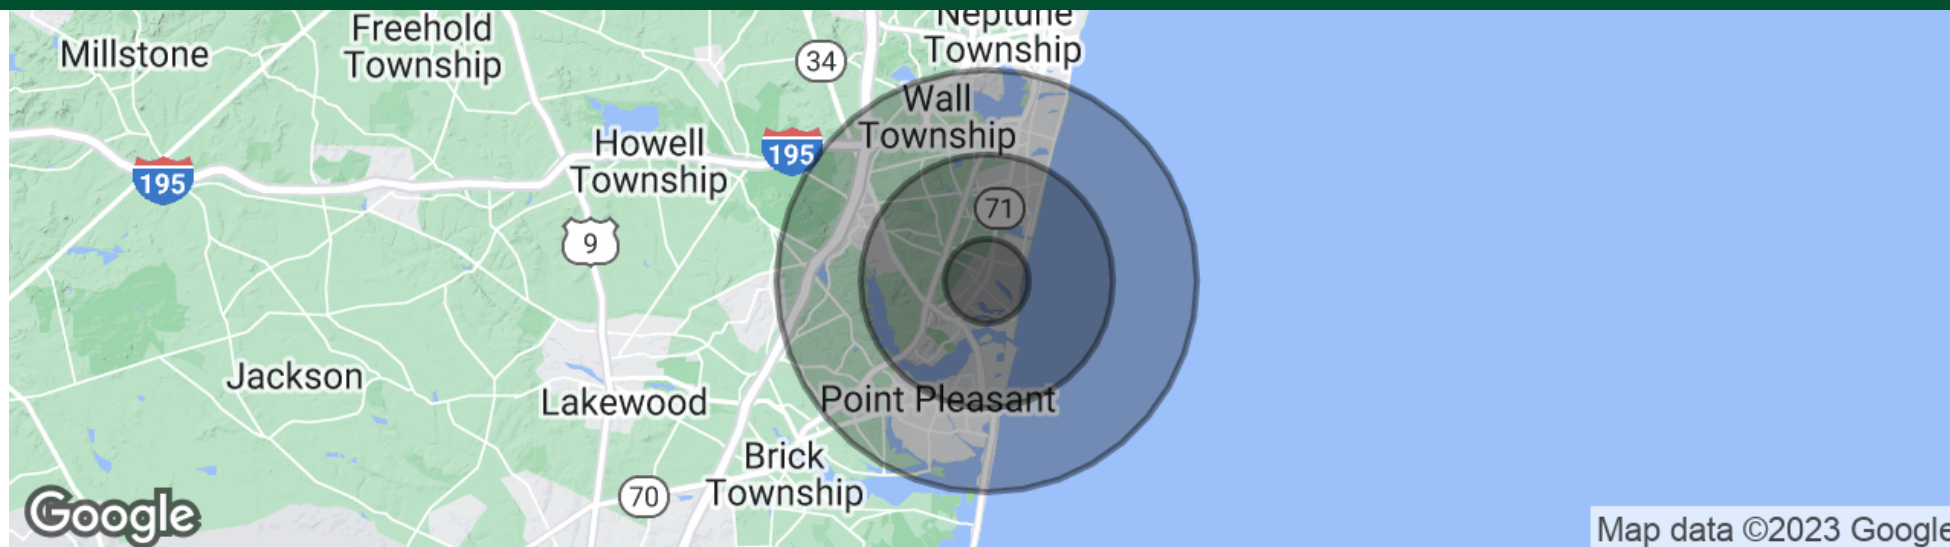 Neptune
Township
Freehold
Township
Millstone
34
Wall
Township
Howell
Township
195
195
71
9
Jackson
Lakewood
Point Pleasant
Brick
Township
70
Google
Map data ©2023 Google